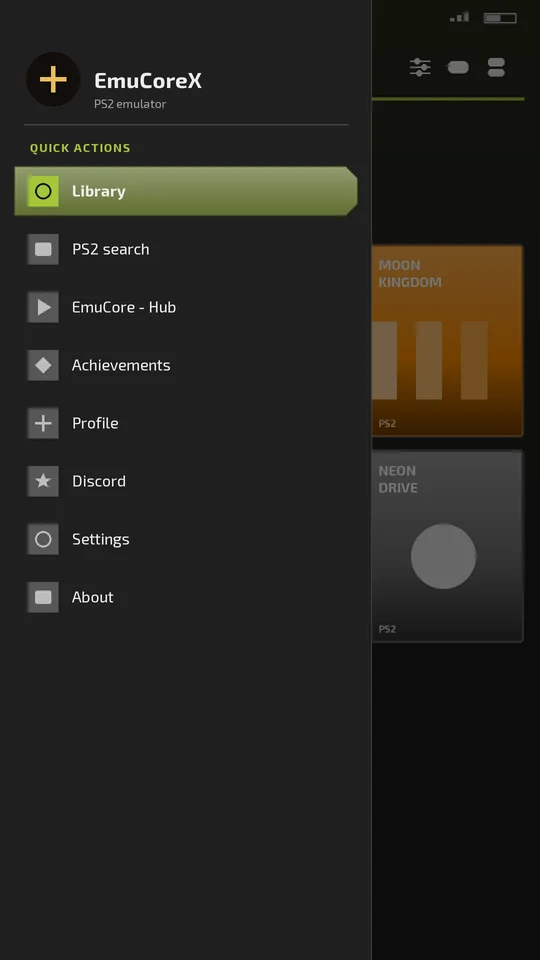 EmuCoreX
PS2 emulator
QUICK ACTIONS
Library
PS2 search
EmuCore - Hub
Achievements
Profile
Discord
Settings
About
MOON
KINGDOM
PS2
NEON
DRIVE
PS2